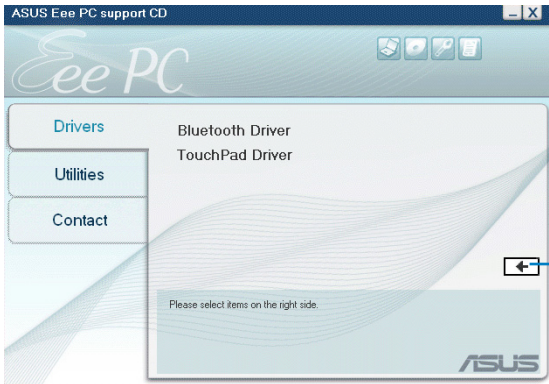 ASUS Eee PC support CD
Eee PC
Drivers
Bluetooth Driver
TouchPad Driver
Utilities
Contact
Please select items on the right side.
ASUS